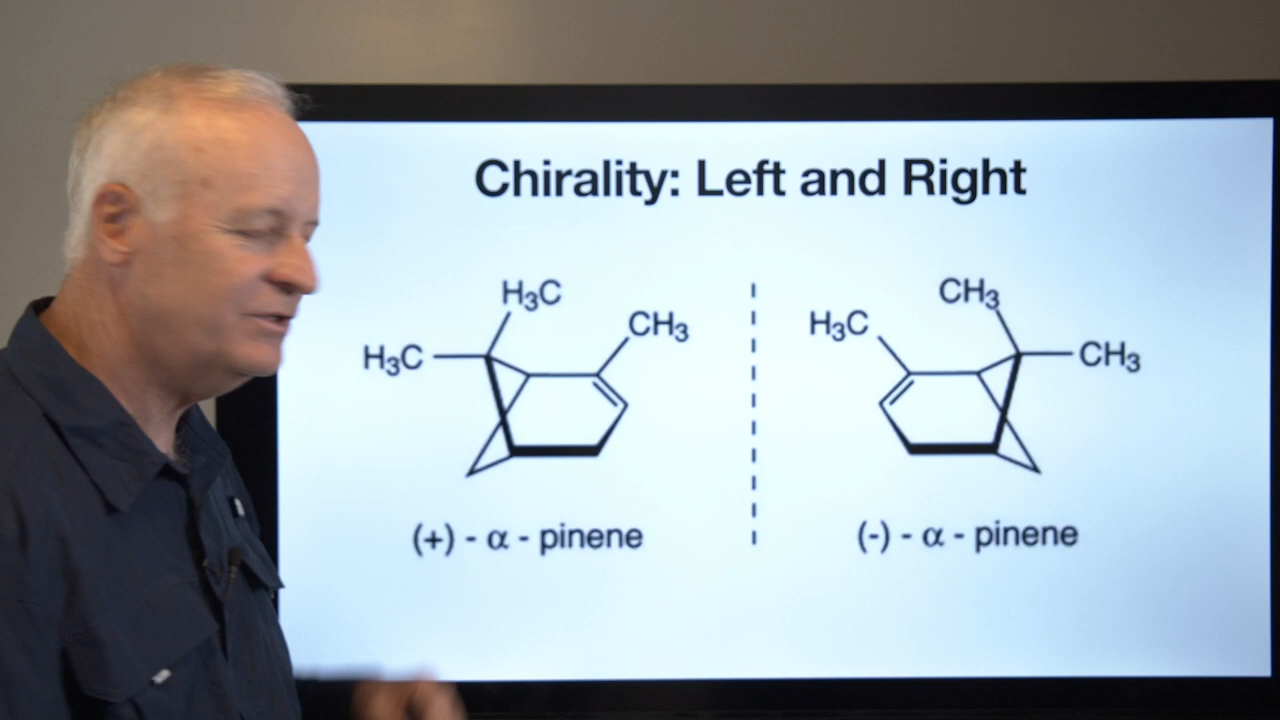 Chirality: Left and Right
H₃C
CH₃
H₃C
(+) - α - pinene
CH₃
H₃C
CH₃
(-) - α - pinene